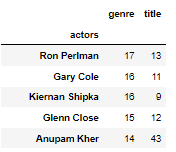 genre title
actors
Ron Perlman 17 13
Gary Cole 16 11
Kiernan Shipka 16 9
Glenn Close 15 12
Anupam Kher 14 43